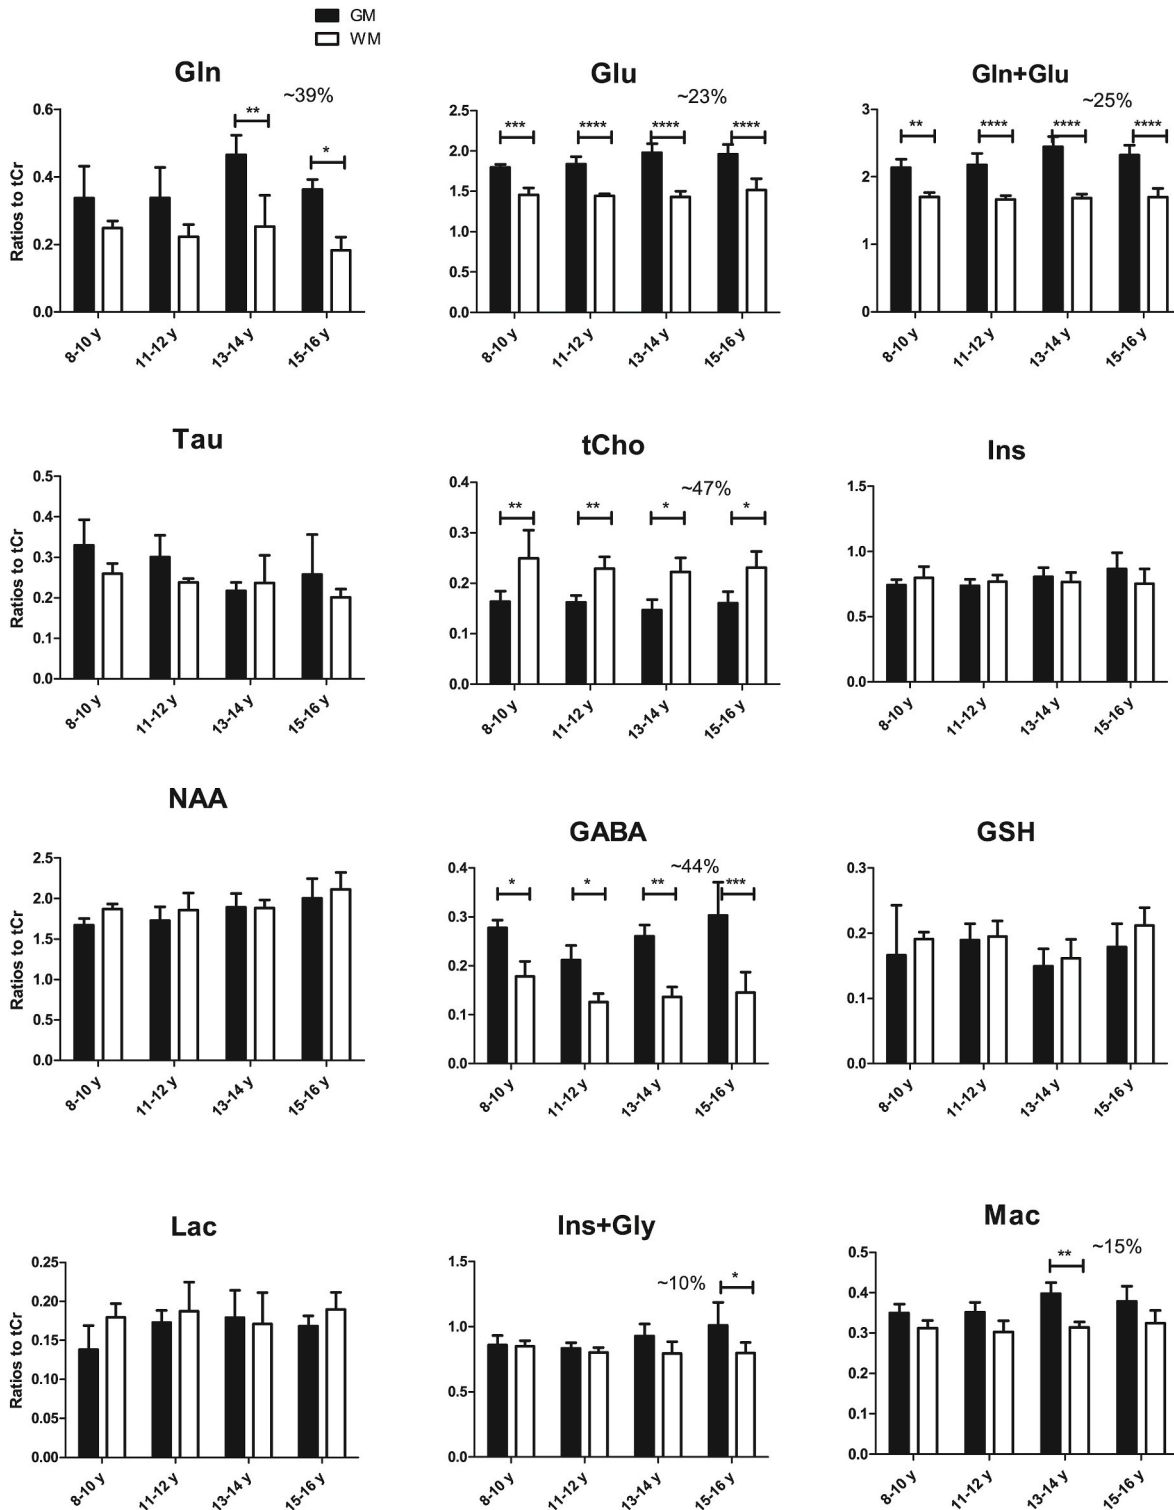 GM
WM
Gln
~39%
**
*
Ratios to tCr
0.6
0.4
0.2
0.0
8-10 y
11-12 y
13-14 y
15-16 y
Glu
~23%
***
****
****
****
2.5
2.0
1.5
1.0
0.5
0.0
8-10 y
11-12 y
13-14 y
15-16 y
Gln+Glu
~25%
**
****
****
****
3
2
1
0
8-10 y
11-12 y
13-14 y
15-16 y
Tau
Ratios to tCr
0.5
0.4
0.3
0.2
0.1
0.0
8-10 y
11-12 y
13-14 y
15-16 y
tCho
~47%
**
**
*
*
0.4
0.3
0.2
0.1
0.0
8-10 y
11-12 y
13-14 y
15-16 y
Ins
1.5
1.0
0.5
0.0
8-10 y
11-12 y
13-14 y
15-16 y
NAA
Ratios to tCr
2.5
2.0
1.5
1.0
0.5
0.0
8-10 y
11-12 y
13-14 y
15-16 y
GABA
~44%
*
*
**
***
0.4
0.3
0.2
0.1
0.0
8-10 y
11-12 y
13-14 y
15-16 y
GSH
0.3
0.2
0.1
0.0
8-10 y
11-12 y
13-14 y
15-16 y
Lac
Ratios to tCr
0.25
0.20
0.15
0.10
0.05
0.00
8-10 y
11-12 y
13-14 y
15-16 y
Ins+Gly
~10%
*
1.5
1.0
0.5
0.0
8-10 y
11-12 y
13-14 y
15-16 y
Mac
**
~15%
0.5
0.4
0.3
0.2
0.1
0.0
8-10 y
11-12 y
13-14 y
15-16 y